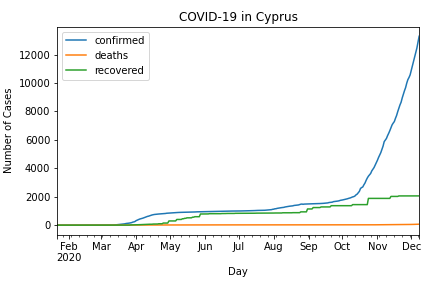 COVID-19 in Cyprus
confirmed
deaths
recovered
Number of Cases
12000
10000
8000
6000
4000
2000
0
Feb Mar Apr May Jun Jul Aug Sep Oct Nov Dec
2020
Day